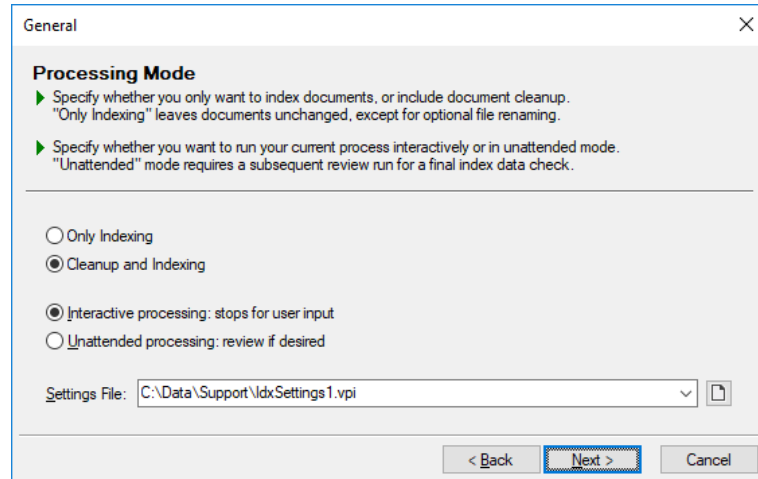 General
Processing Mode
Specify whether you only want to index documents, or include document cleanup.
"Only Indexing" leaves documents unchanged, except for optional file renaming.
Specify whether you want to run your current process interactively or in unattended mode.
"Unattended" mode requires a subsequent review run for a final index data check.
Only Indexing
Cleanup and Indexing
Interactive processing: stops for user input
Unattended processing: review if desired
Settings File: C:\Data\Support\IdxSettings1.vpi
< Back Next > Cancel